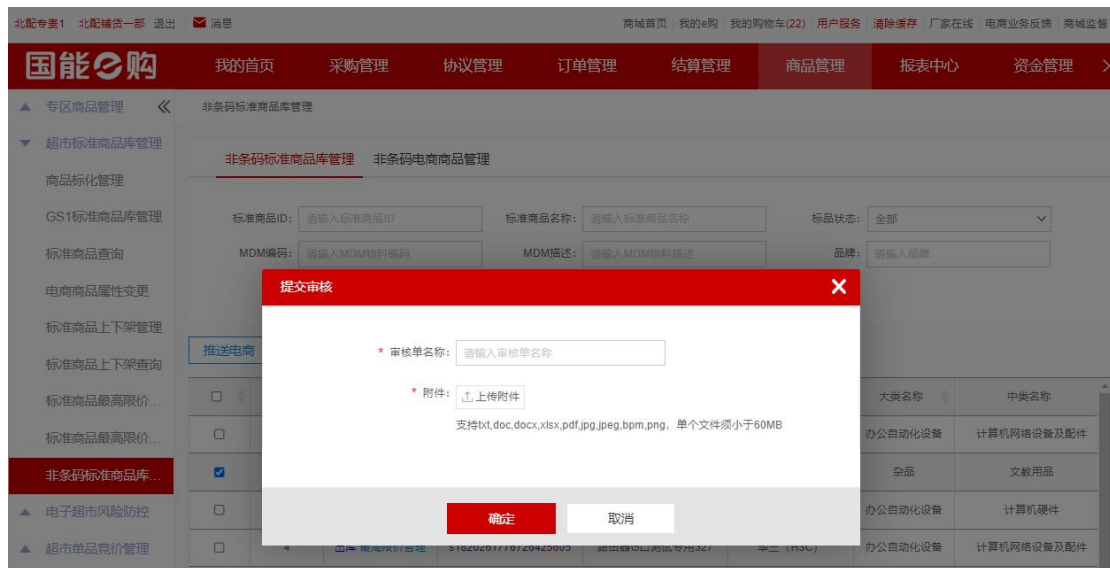 北配专责1 北配铺货一部 退出 消息 商城首页 我的e购 我的购物车(22) 用户服务 清除缓存 厂家在线 电商业务反馈 商城监督
国能e购 我的首页 采购管理 协议管理 订单管理 结算管理 商品管理 报表中心 资金管理
专区商品管理 非条码标准商品库管理
超市标准商品库管理
非条码标准商品库管理 非条码电商商品管理
商品标化管理
GS1标准商品库管理 标准商品ID: 请输入标准商品ID 标准商品名称: 请输入标准商品名称 标品状态: 全部
标准商品查询 MDM编码: 请输入MDM物料编码 MDM描述: 请输入MDM物料描述 品牌: 请输入品牌
电商商品属性变更 提交审核
标准商品上下架管理
推送电商 * 审核单名称: 请输入审核单名称
标准商品上下架查询
标准商品最高限价... * 附件: 上传附件 大类名称 中类名称
支持txt,doc,docx,xlsx,pdf,jpg,jpeg,bpm,png，单个文件须小于60MB
标准商品最高限价... 办公自动化设备 计算机网络设备及配件
非条码标准商品库... 杂品 文教用品
电子超市风险防控 确定 取消 办公自动化设备 计算机硬件
超市单品竞价管理 4 出库 最高限价管理 路由器 办公自动化设备 计算机网络设备及配件